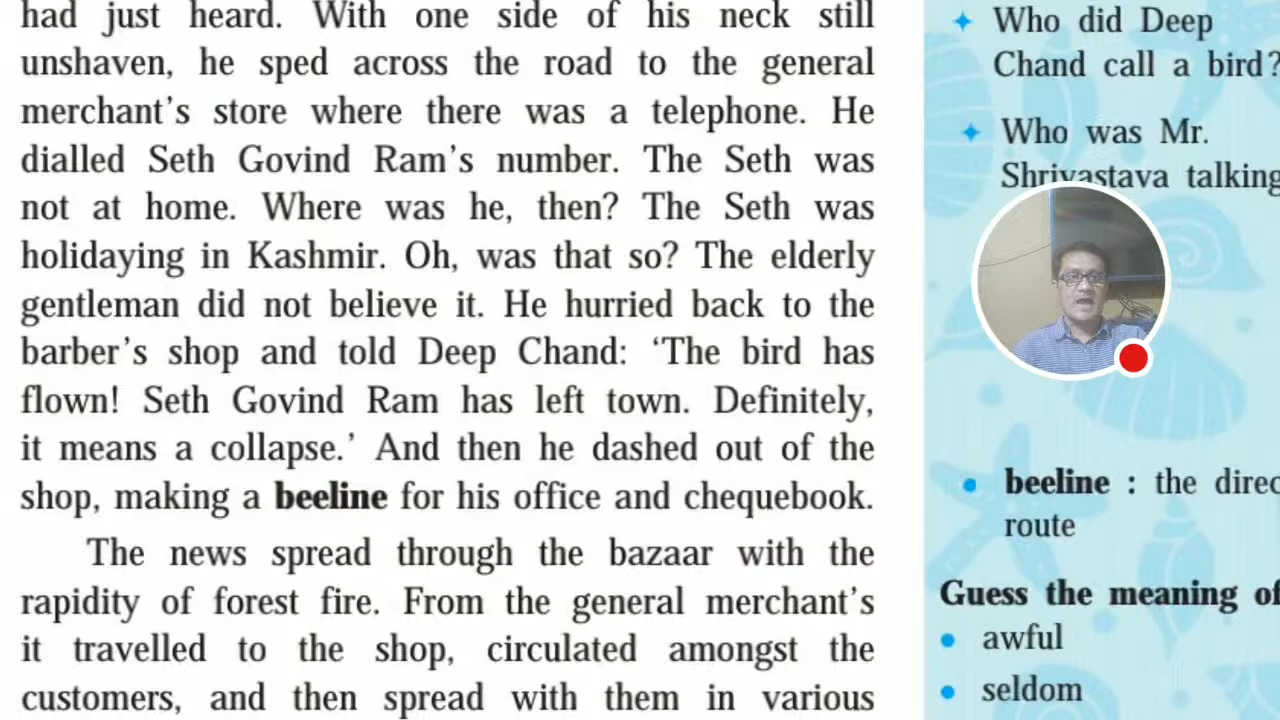 had just heard. With one side of his neck still
unshaven, he sped across the road to the general
merchant's store where there was a telephone. He
dialled Seth Govind Ram's number. The Seth was
not at home. Where was he, then? The Seth was
holidaying in Kashmir. Oh, was that so? The elderly
gentleman did not believe it. He hurried back to the
barber's shop and told Deep Chand: 'The bird has
flown! Seth Govind Ram has left town. Definitely,
it means a collapse.' And then he dashed out of the
shop, making a beeline for his office and chequebook.
The news spread through the bazaar with the
rapidity of forest fire. From the general merchant's
it travelled to the shop, circulated amongst the
customers, and then spread with them in various
Who did Deep
Chand call a bird?
Who was Mr.
Shrivastava talking
beeline : the direc
route
Guess the meaning of
awful
seldom